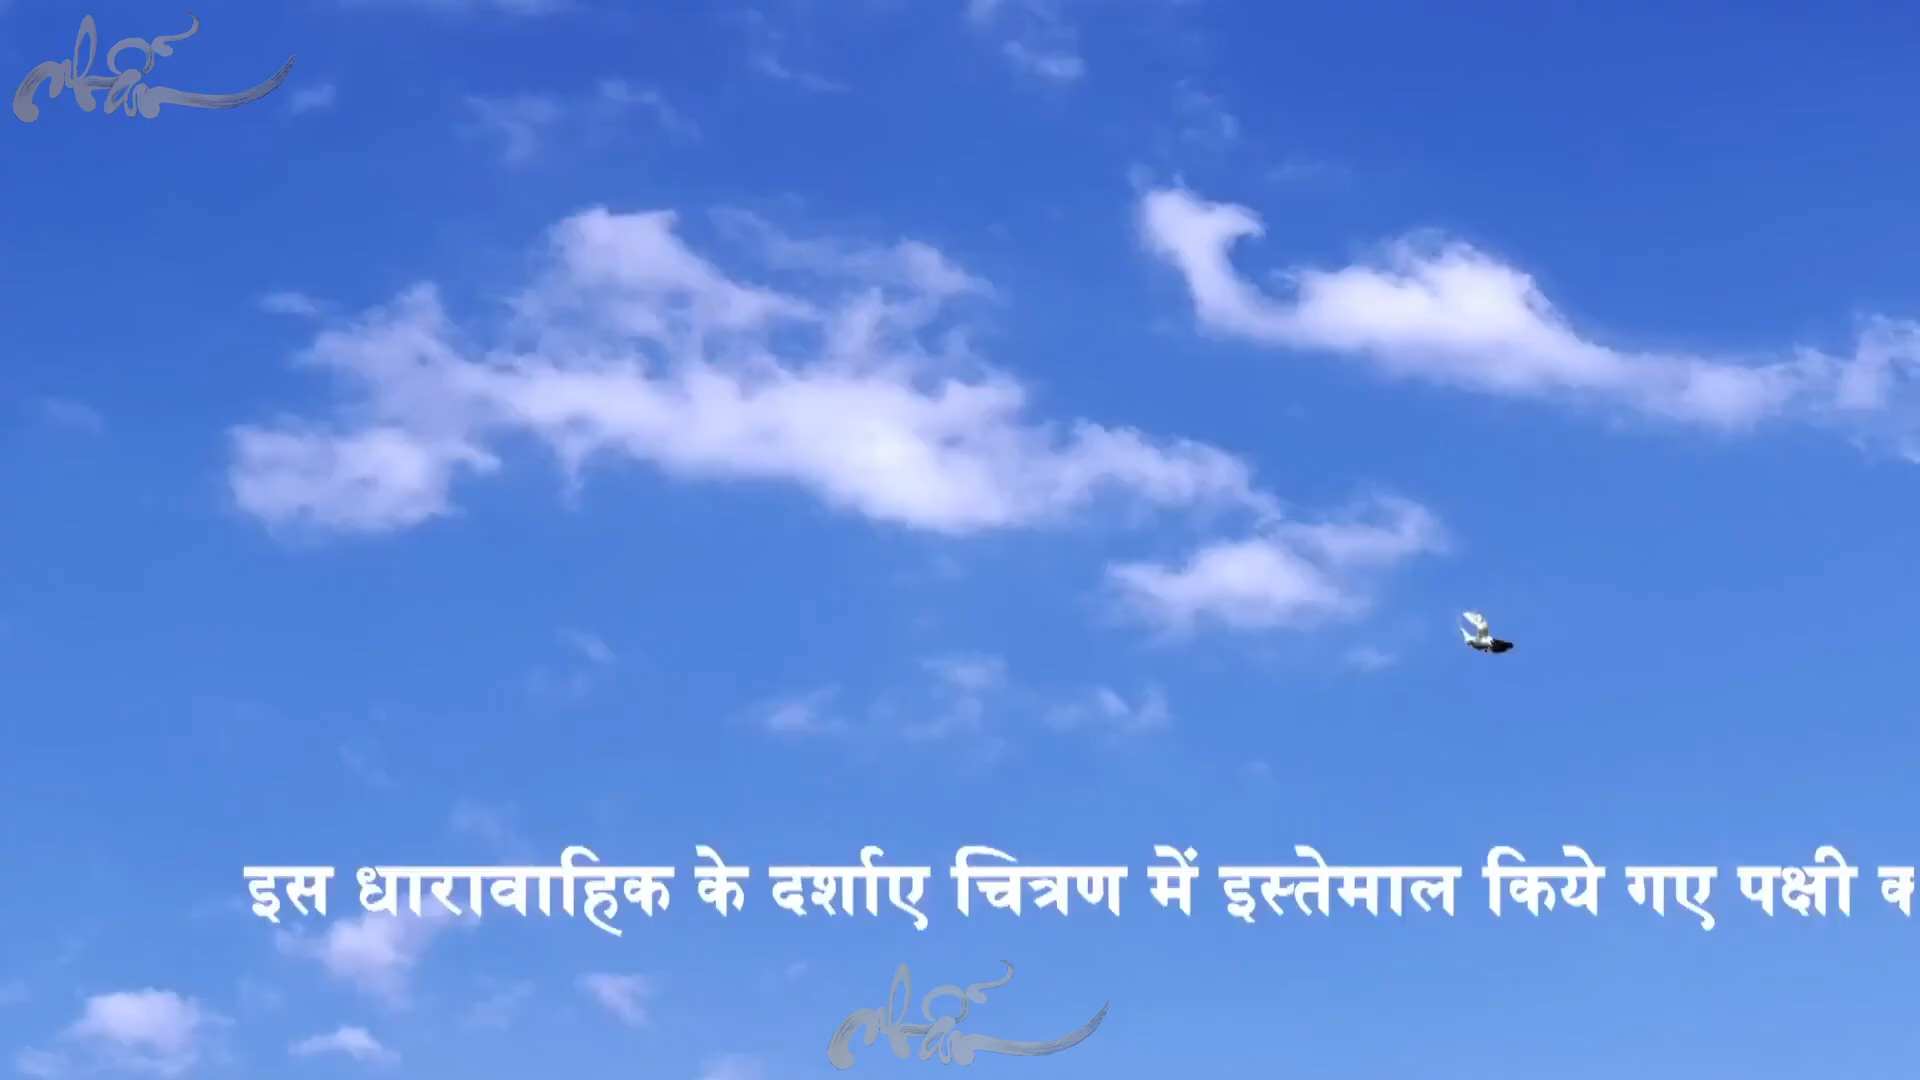 इस धारावाहिक के दर्शाए चित्रण में इस्तेमाल किये गए पक्षी